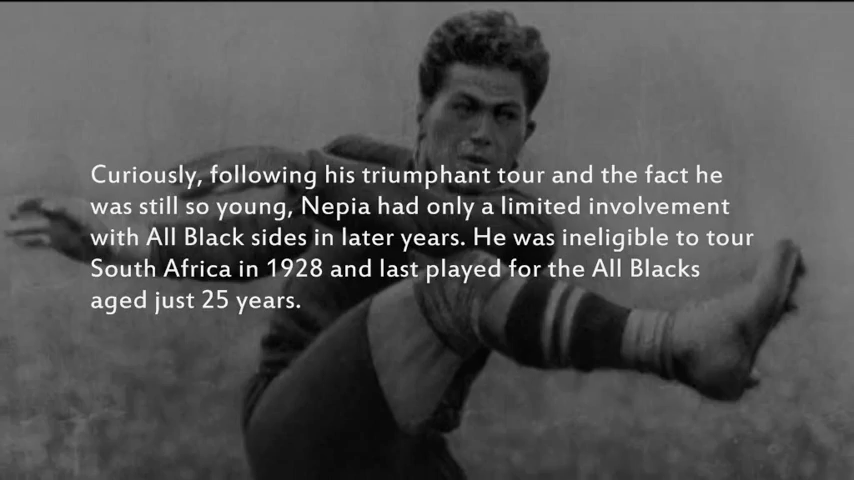 Curiously, following his triumphant tour and the fact he
was still so young, Nepia had only a limited involvement
with All Black sides in later years. He was ineligible to tour
South Africa in 1928 and last played for the All Blacks
aged just 25 years.